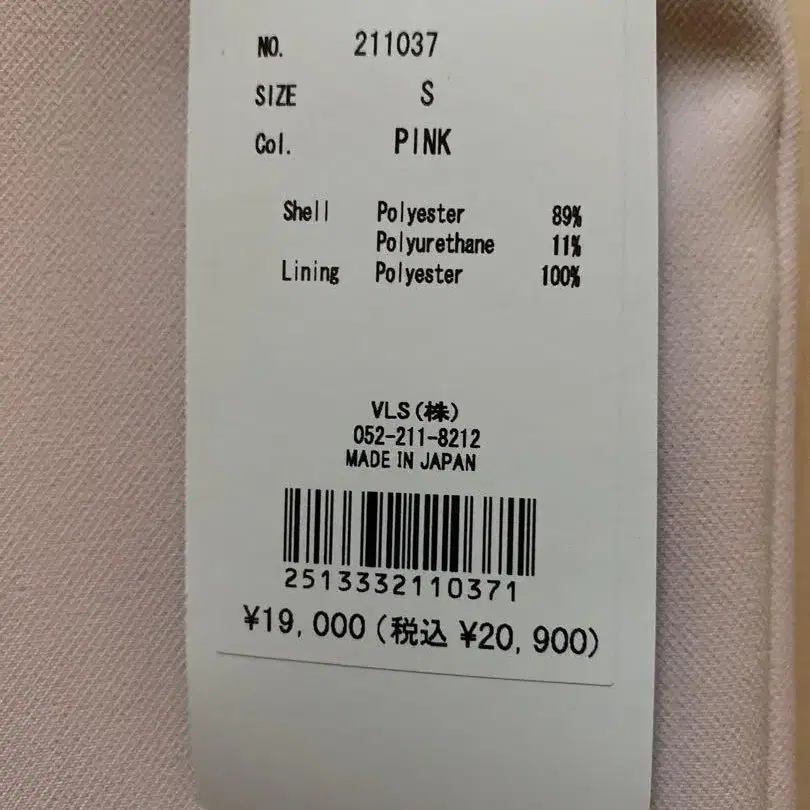 NO. 211037
SIZE S
Col. PINK
Shell Polyester 89%
Polyurethane 11%
Lining Polyester 100%
VLS(株)
052-211-8212
MADE IN JAPAN
2513332110371
¥19,000(税込 ¥20,900)